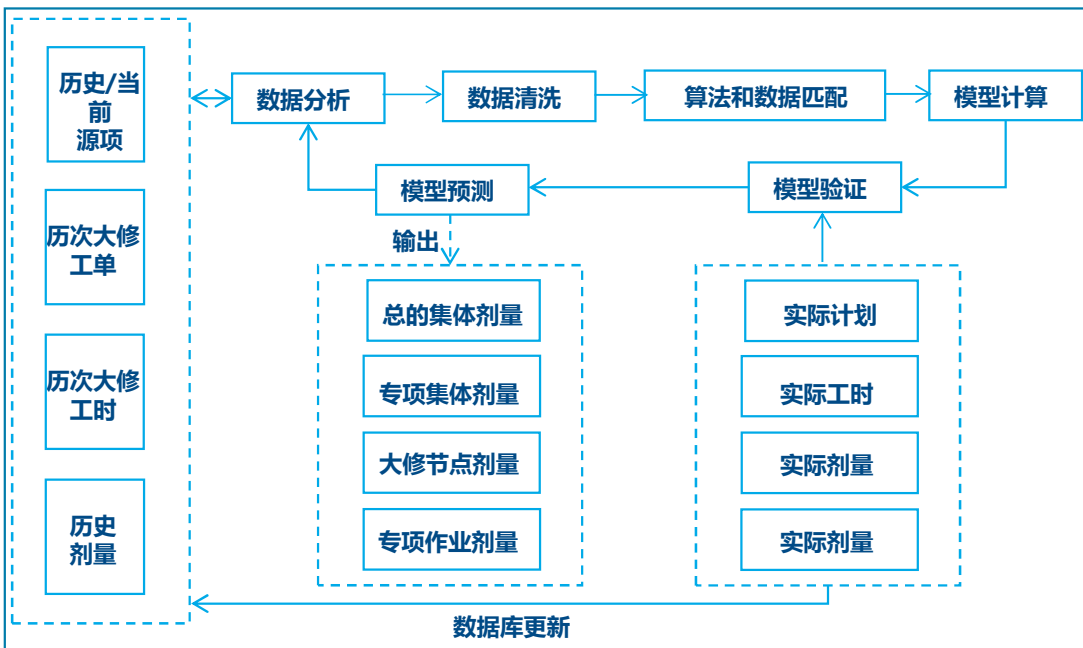 历史/当
前
源项
历次大修
工单
历次大修
工时
历史
剂量
数据分析
数据清洗
算法和数据匹配
模型计算
模型预测
模型验证
输出
总的集体剂量
专项集体剂量
大修节点剂量
专项作业剂量
实际计划
实际工时
实际剂量
实际剂量
数据库更新